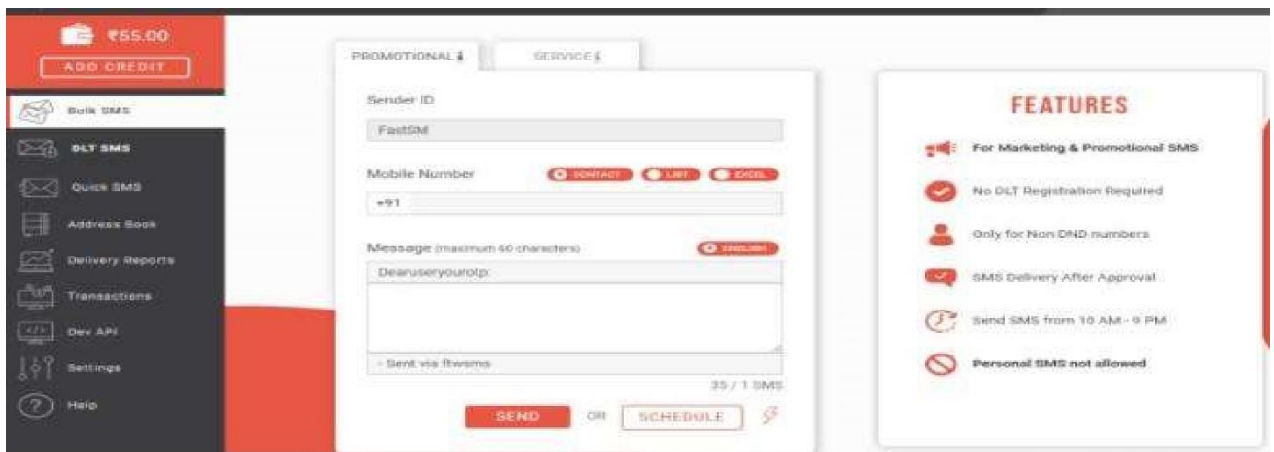 ₹55.00
ADD CREDIT
Bulk SMS
DLT SMS
Quick SMS
Address Book
Delivery Reports
Transactions
Dev API
Settings
Help
PROMOTIONAL
SERVICE
Sender ID
FastSM
Mobile Number
CONTACT LIST EXCEL
+91
Message (maximum 60 characters)
ENGLISH
Dearuseryourotp:
- Sent via ftwsms
35 / 1 SMS
SEND OR SCHEDULE
FEATURES
For Marketing & Promotional SMS
No DLT Registration Required
Only for Non DND numbers
SMS Delivery After Approval
Send SMS from 10 AM - 9 PM
Personal SMS not allowed